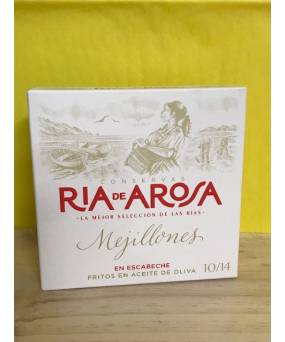 CONSERVAS
RIA DE AROSA
- LA MEJOR SELECCIÓN DE LAS RÍAS -
Mejillones
EN ESCABECHE
FRITOS EN ACEITE DE OLIVA 10/14